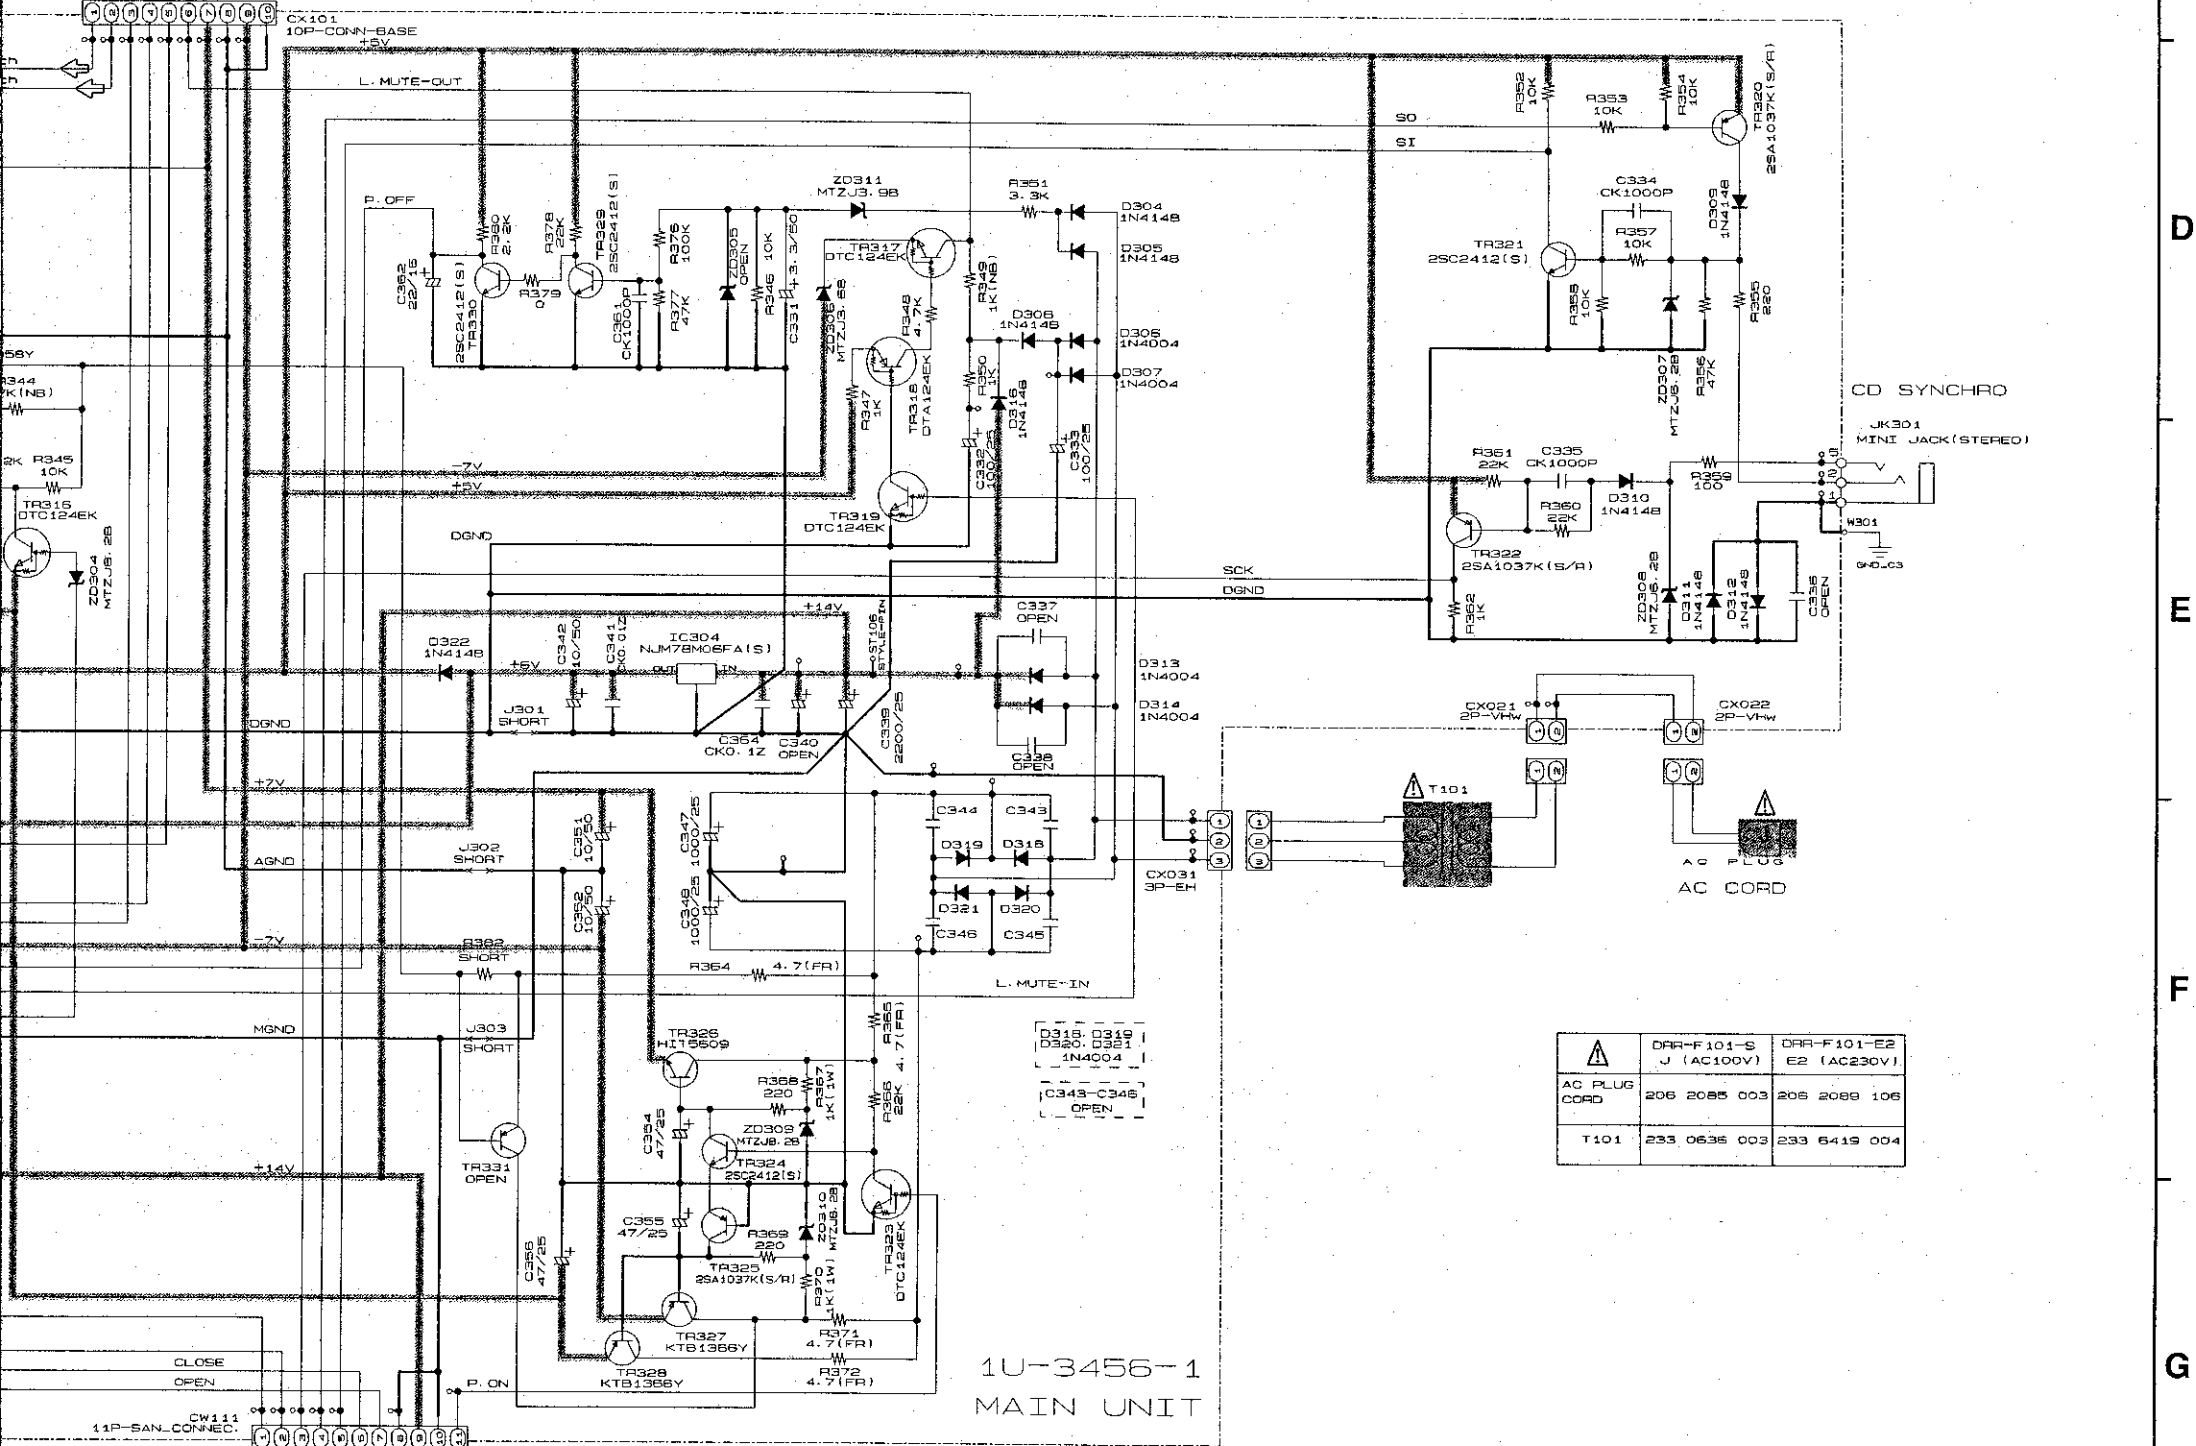 CX101
10P-CONN-BASE
+5V
L. MUTE-OUT
P. OFF
R380
2.2K
R378
22K
TR329
2SC2412(S)
R376
100K
ZD305
OPEN
R346 10K
C331 3.3/50
ZD311
MTZJ3.9B
R351
3.3K
D304
1N4148
D305
1N4148
C362
22/16
2SC2412(S)
TR330
R379
0
C361
CK1000P
R377
47K
ZD306
MTZJ3.6B
TR317
DTC124EK
R348
4.7K
R349
1K(NB)
D308
1N4148
D306
1N4004
D307
1N4004
R347
1K
TR318
DTA124EK
R350
1K
D316
1N4148
C332
100/25
C333
100/25
-7V
+5V
TR319
DTC124EK
DGND
SO
SI
R352
10K
R353
10K
R354
10K
TR320
2SA1037K(S/R)
C334
CK1000P
R357
10K
D309
1N4148
TR321
2SC2412(S)
R358
10K
R355
220
ZD307
MTZJ6.2B
R356
47K
CD SYNCHRO
JK301
MINI JACK(STEREO)
R361
22K
C335
CK1000P
R359
100
D310
1N4148
R360
22K
TR322
2SA1037K(S/R)
W301
GND_C3
SCK
DGND
R362
1K
ZD308
MTZJ6.2B
D311
1N4148
D312
1N4148
C336
OPEN
58Y
R344
K(NB)
2K R345
10K
TR316
DTC124EK
ZD304
MTZJ6.2B
+14V
D322
1N4148
+6V
C342
10/50
C341
CK0.01Z
IC304
NJM78M06FA(S)
OUT IN
ST106
STYLE-PIN
C337
OPEN
D313
1N4004
D314
1N4004
C338
OPEN
DGND
J301
SHORT
C364
CK0.1Z
C340
OPEN
C339
2200/25
CX021
2P-VHW
CX022
2P-VHW
+7V
C351
10/50
C347
1000/25
C344
C343
T101
AGND
J302
SHORT
D319
D318
CX031
3P-EH
AC PLUG
AC CORD
C352
10/50
C348
1000/25
D321
D320
C346
C345
-7V
R382
SHORT
R364 4.7(FR)
L. MUTE-IN
MGND
J303
SHORT
TR326
HIT5609
R365
4.7(FR)
D318, D319
D320, D321
1N4004
C343-C346
OPEN
R368
220
R367
1K(1W)
R366
22K
C354
47/25
ZD309
MTZJ8.2B
TR324
2SC2412(S)
TR331
OPEN
+14V
C355
47/25
R369
220
ZD310
MTZJ8.2B
TR323
DTC124EK
C356
47/25
TR325
2SA1037K(S/R)
R370
1K(1W)
TR327
KTB1366Y
R371
4.7(FR)
TR328
KTB1366Y
R372
4.7(FR)
CLOSE
OPEN
P. ON
CW111
11P-SAN_CONNEC.
1U-3456-1
MAIN UNIT
DRR-F101-S DRR-F101-E2
J (AC100V) E2 (AC230V)
AC PLUG
CORD 206 2085 003 206 2089 106
T101 233 0636 003 233 6419 004
D
E
F
G